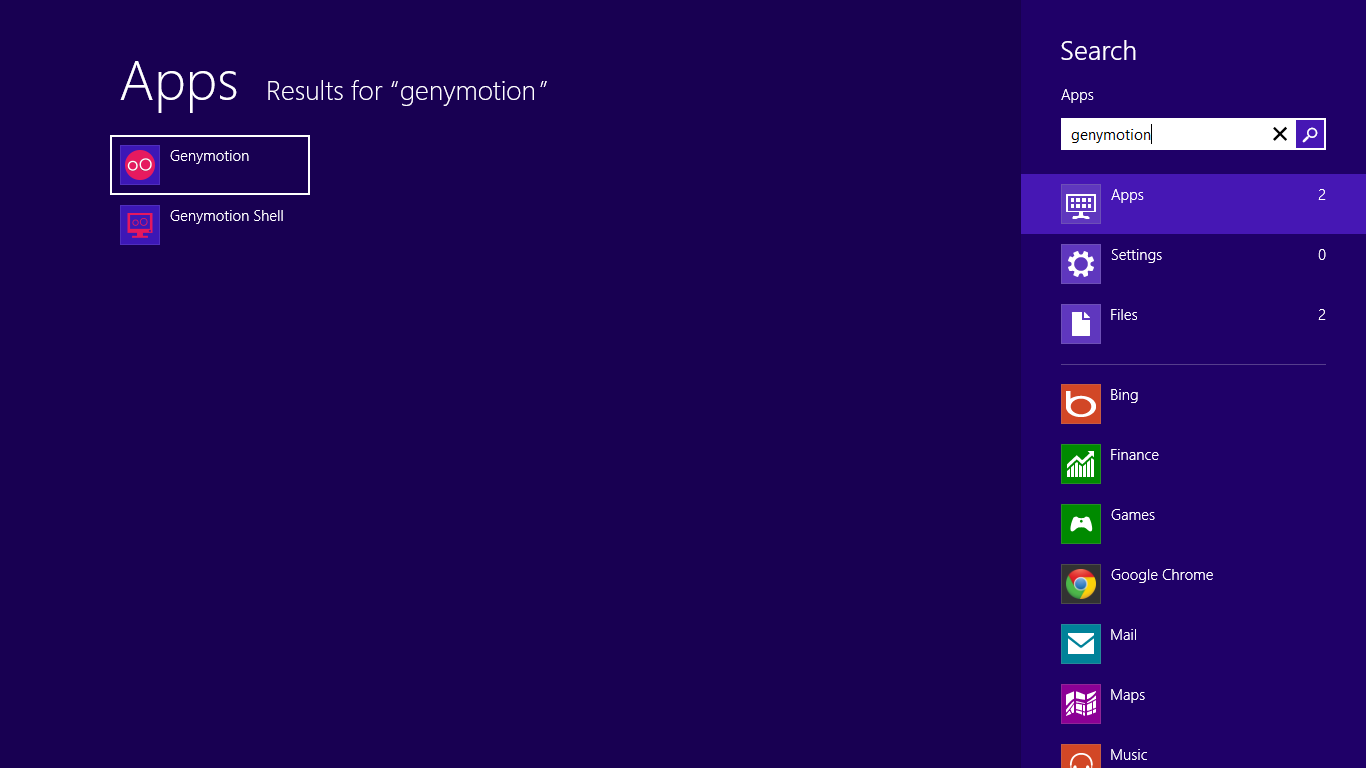 Apps Results for “genymotion”
Genymotion
Genymotion Shell
Search
Apps
genymotion
Apps 2
Settings 0
Files 2
Bing
Finance
Games
Google Chrome
Mail
Maps
Music